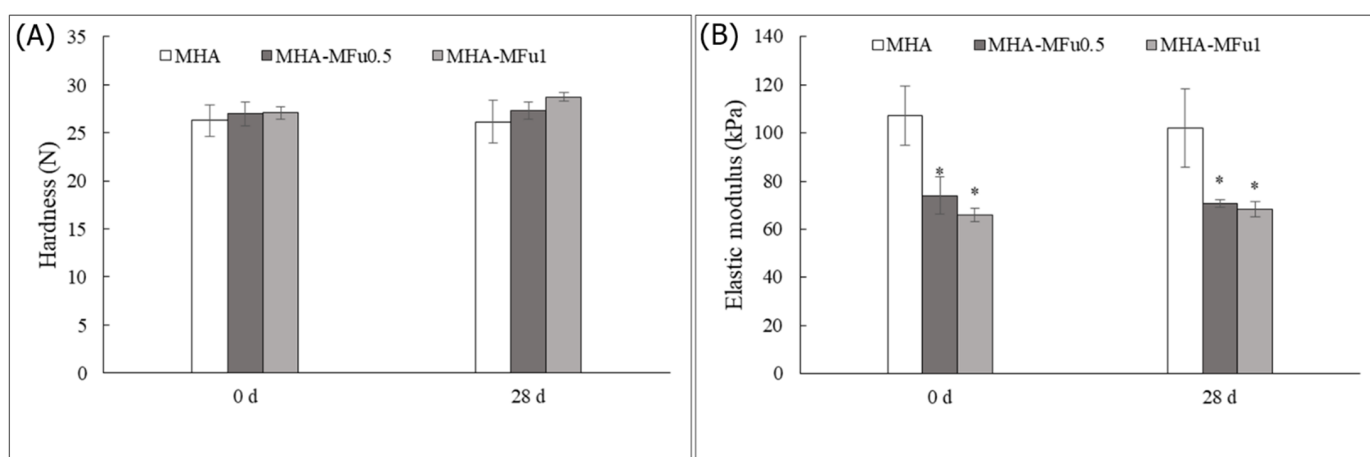 (A)
35
30
25
20
15
10
5
0
Hardness (N)
MHA MHA-MFu0.5 MHA-MFu1
0 d 28 d
(B)
140
120
100
80
60
40
20
0
Elastic modulus (kPa)
MHA MHA-MFu0.5 MHA-MFu1
* * * *
0 d 28 d